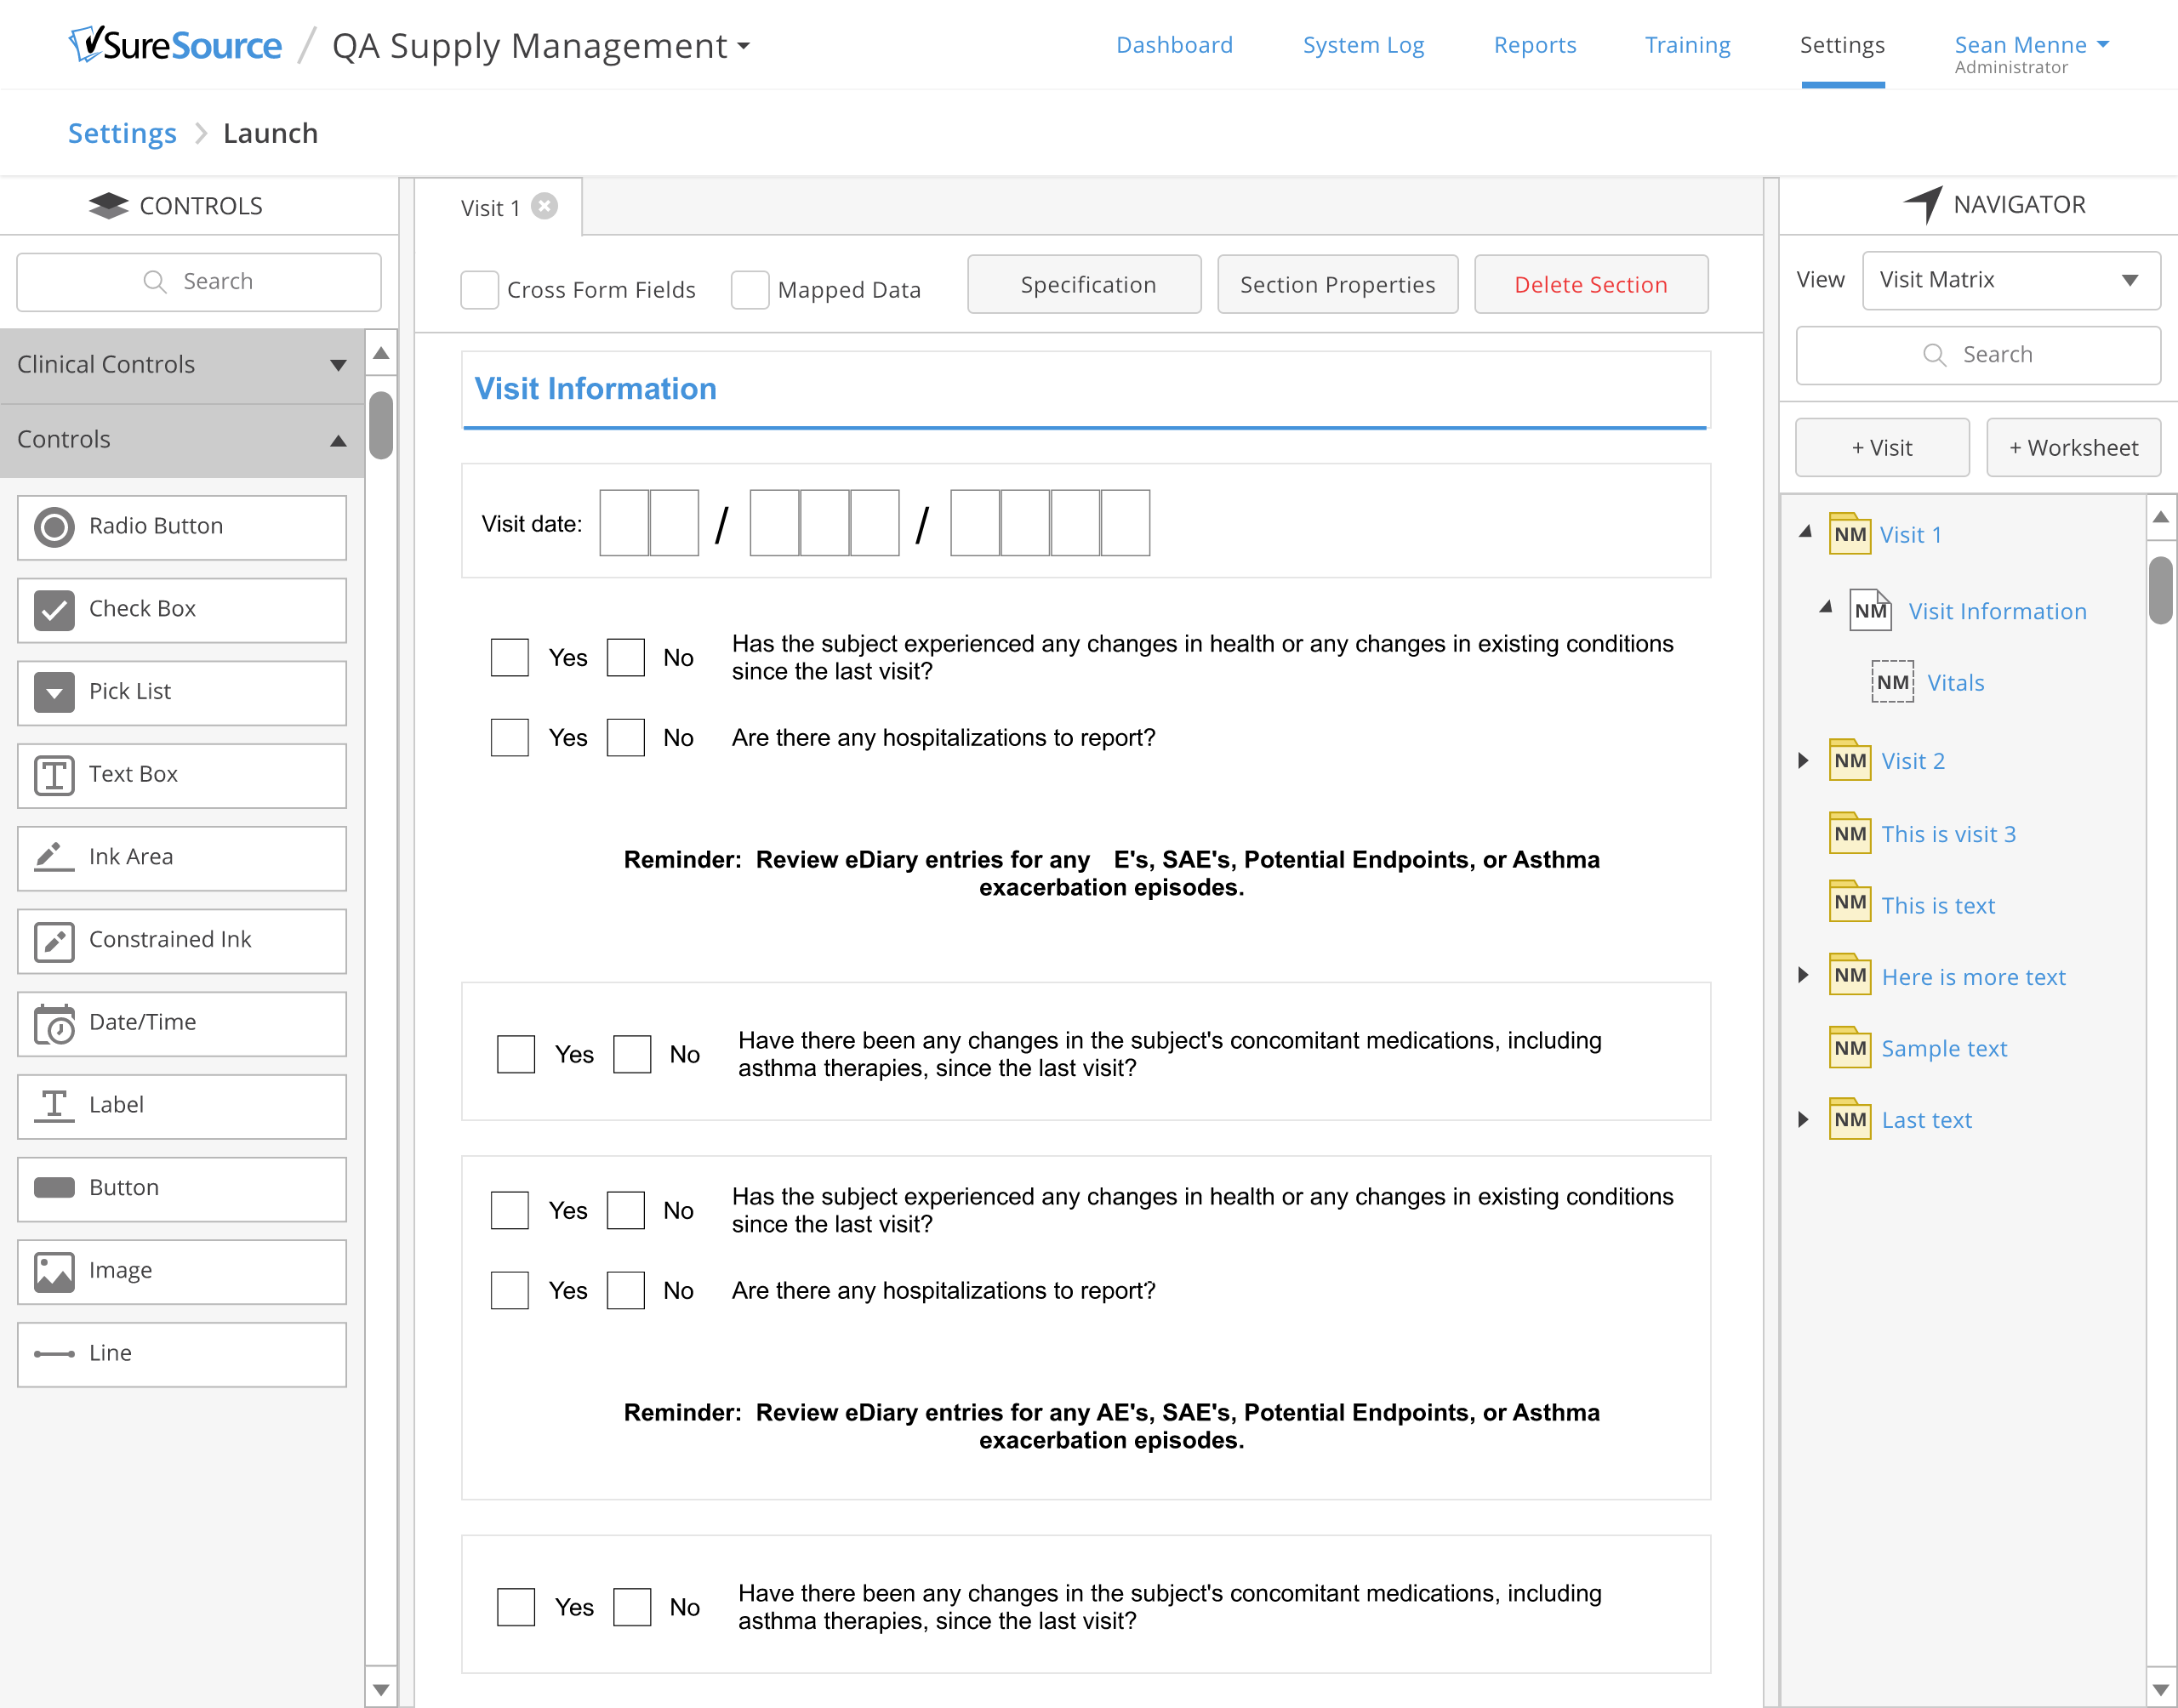 SureSource / QA Supply Management
Dashboard
System Log
Reports
Training
Settings
Sean Menne
Administrator
Settings > Launch
CONTROLS
Search
Clinical Controls
Controls
Radio Button
Check Box
Pick List
Text Box
Ink Area
Constrained Ink
Date/Time
Label
Button
Image
Line
Visit 1
Cross Form Fields
Mapped Data
Specification
Section Properties
Delete Section
Visit Information
Visit date: / /
Yes No Has the subject experienced any changes in health or any changes in existing conditions
since the last visit?
Yes No Are there any hospitalizations to report?
Reminder: Review eDiary entries for any E's, SAE's, Potential Endpoints, or Asthma
exacerbation episodes.
Yes No Have there been any changes in the subject's concomitant medications, including
asthma therapies, since the last visit?
Yes No Has the subject experienced any changes in health or any changes in existing conditions
since the last visit?
Yes No Are there any hospitalizations to report?
Reminder: Review eDiary entries for any AE's, SAE's, Potential Endpoints, or Asthma
exacerbation episodes.
Yes No Have there been any changes in the subject's concomitant medications, including
asthma therapies, since the last visit?
NAVIGATOR
View Visit Matrix
Search
+ Visit
+ Worksheet
NM Visit 1
NM Visit Information
NM Vitals
NM Visit 2
NM This is visit 3
NM This is text
NM Here is more text
NM Sample text
NM Last text